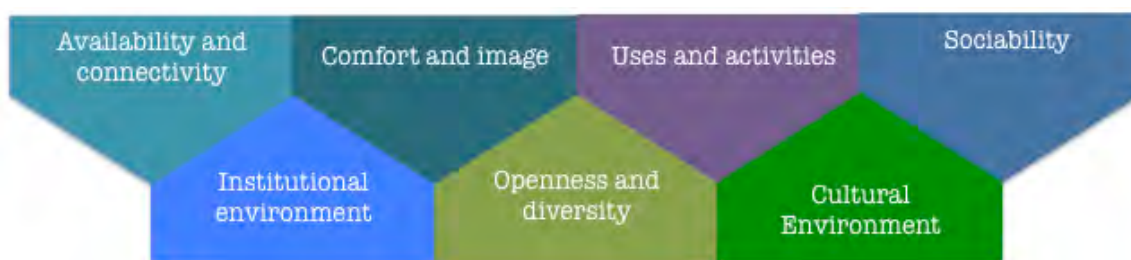 Availability and
connectivity
Comfort and image
Uses and activities
Sociability
Institutional
environment
Openness and
diversity
Cultural
Environment